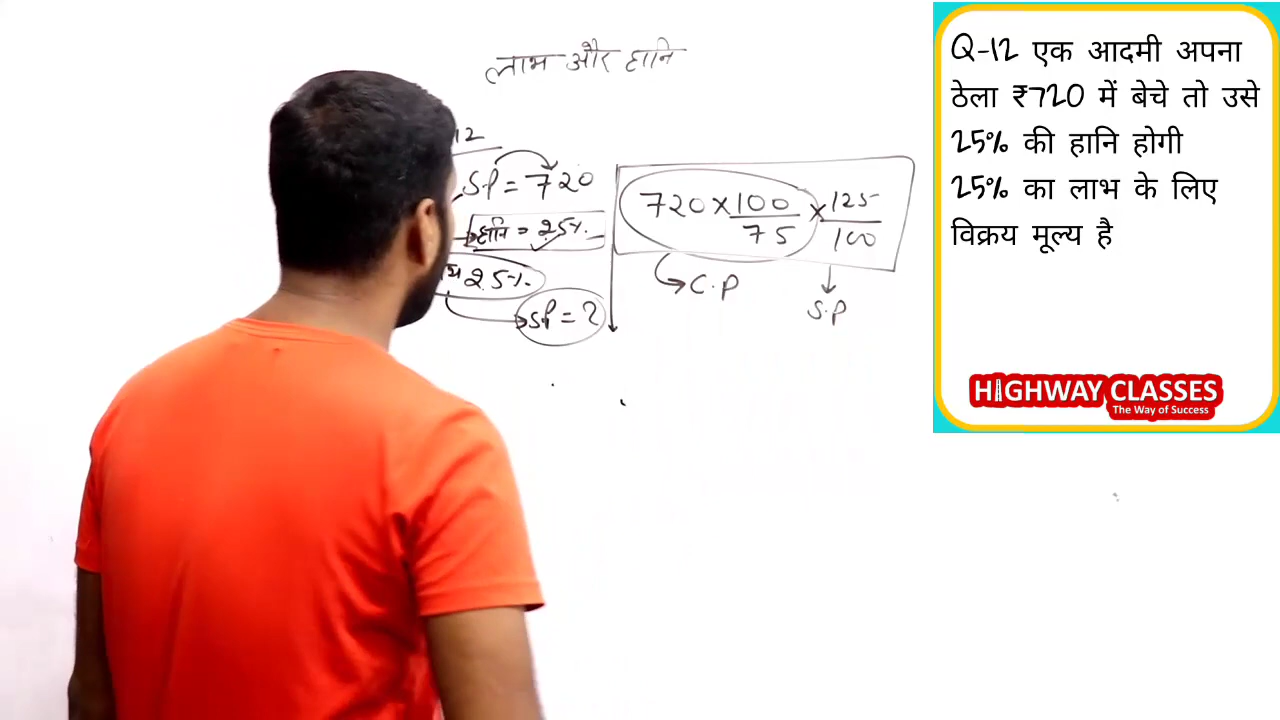 लाभ और हानि
12
S.P = 720
हानि = 25%.
25%.
S.P = ?
720 × 100/75 × 125/100
C.P
S.P
Q-12 एक आदमी अपना
ठेला ₹720 में बेचे तो उसे
25% की हानि होगी
25% का लाभ के लिए
विक्रय मूल्य है
HIGHWAY CLASSES
The Way of Success